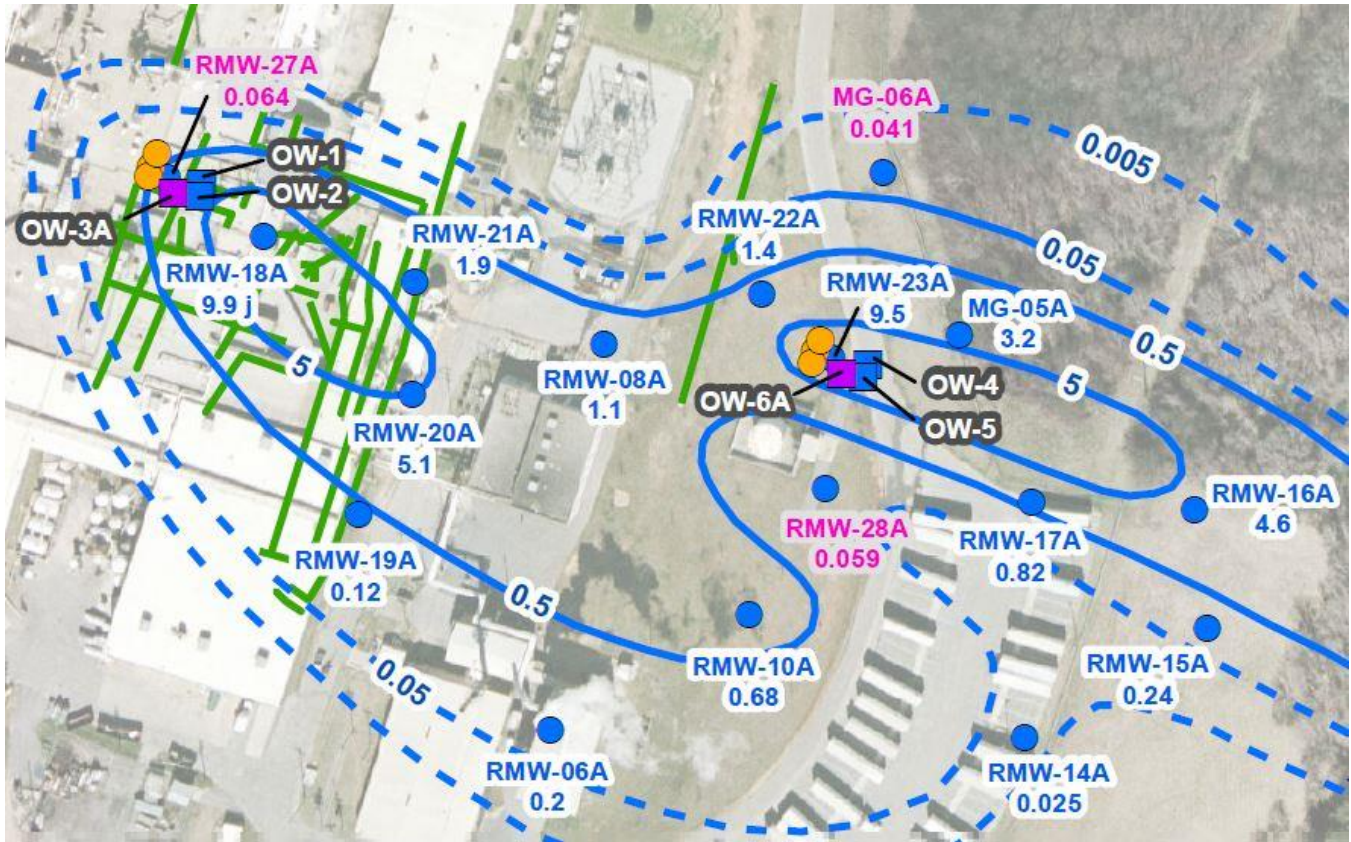 RMW-27A
0.064
MG-06A
0.041
0.005
OW-1
OW-2
OW-3A
RMW-21A
1.9
RMW-22A
1.4
0.05
RMW-18A
9.9 j
RMW-23A
9.5
MG-05A
3.2
0.5
5
RMW-08A
1.1
OW-6A
OW-4
5
OW-5
RMW-20A
5.1
RMW-16A
4.6
RMW-28A
0.059
RMW-17A
0.82
RMW-19A
0.12
0.5
RMW-10A
0.68
RMW-15A
0.24
0.05
RMW-06A
0.2
RMW-14A
0.025